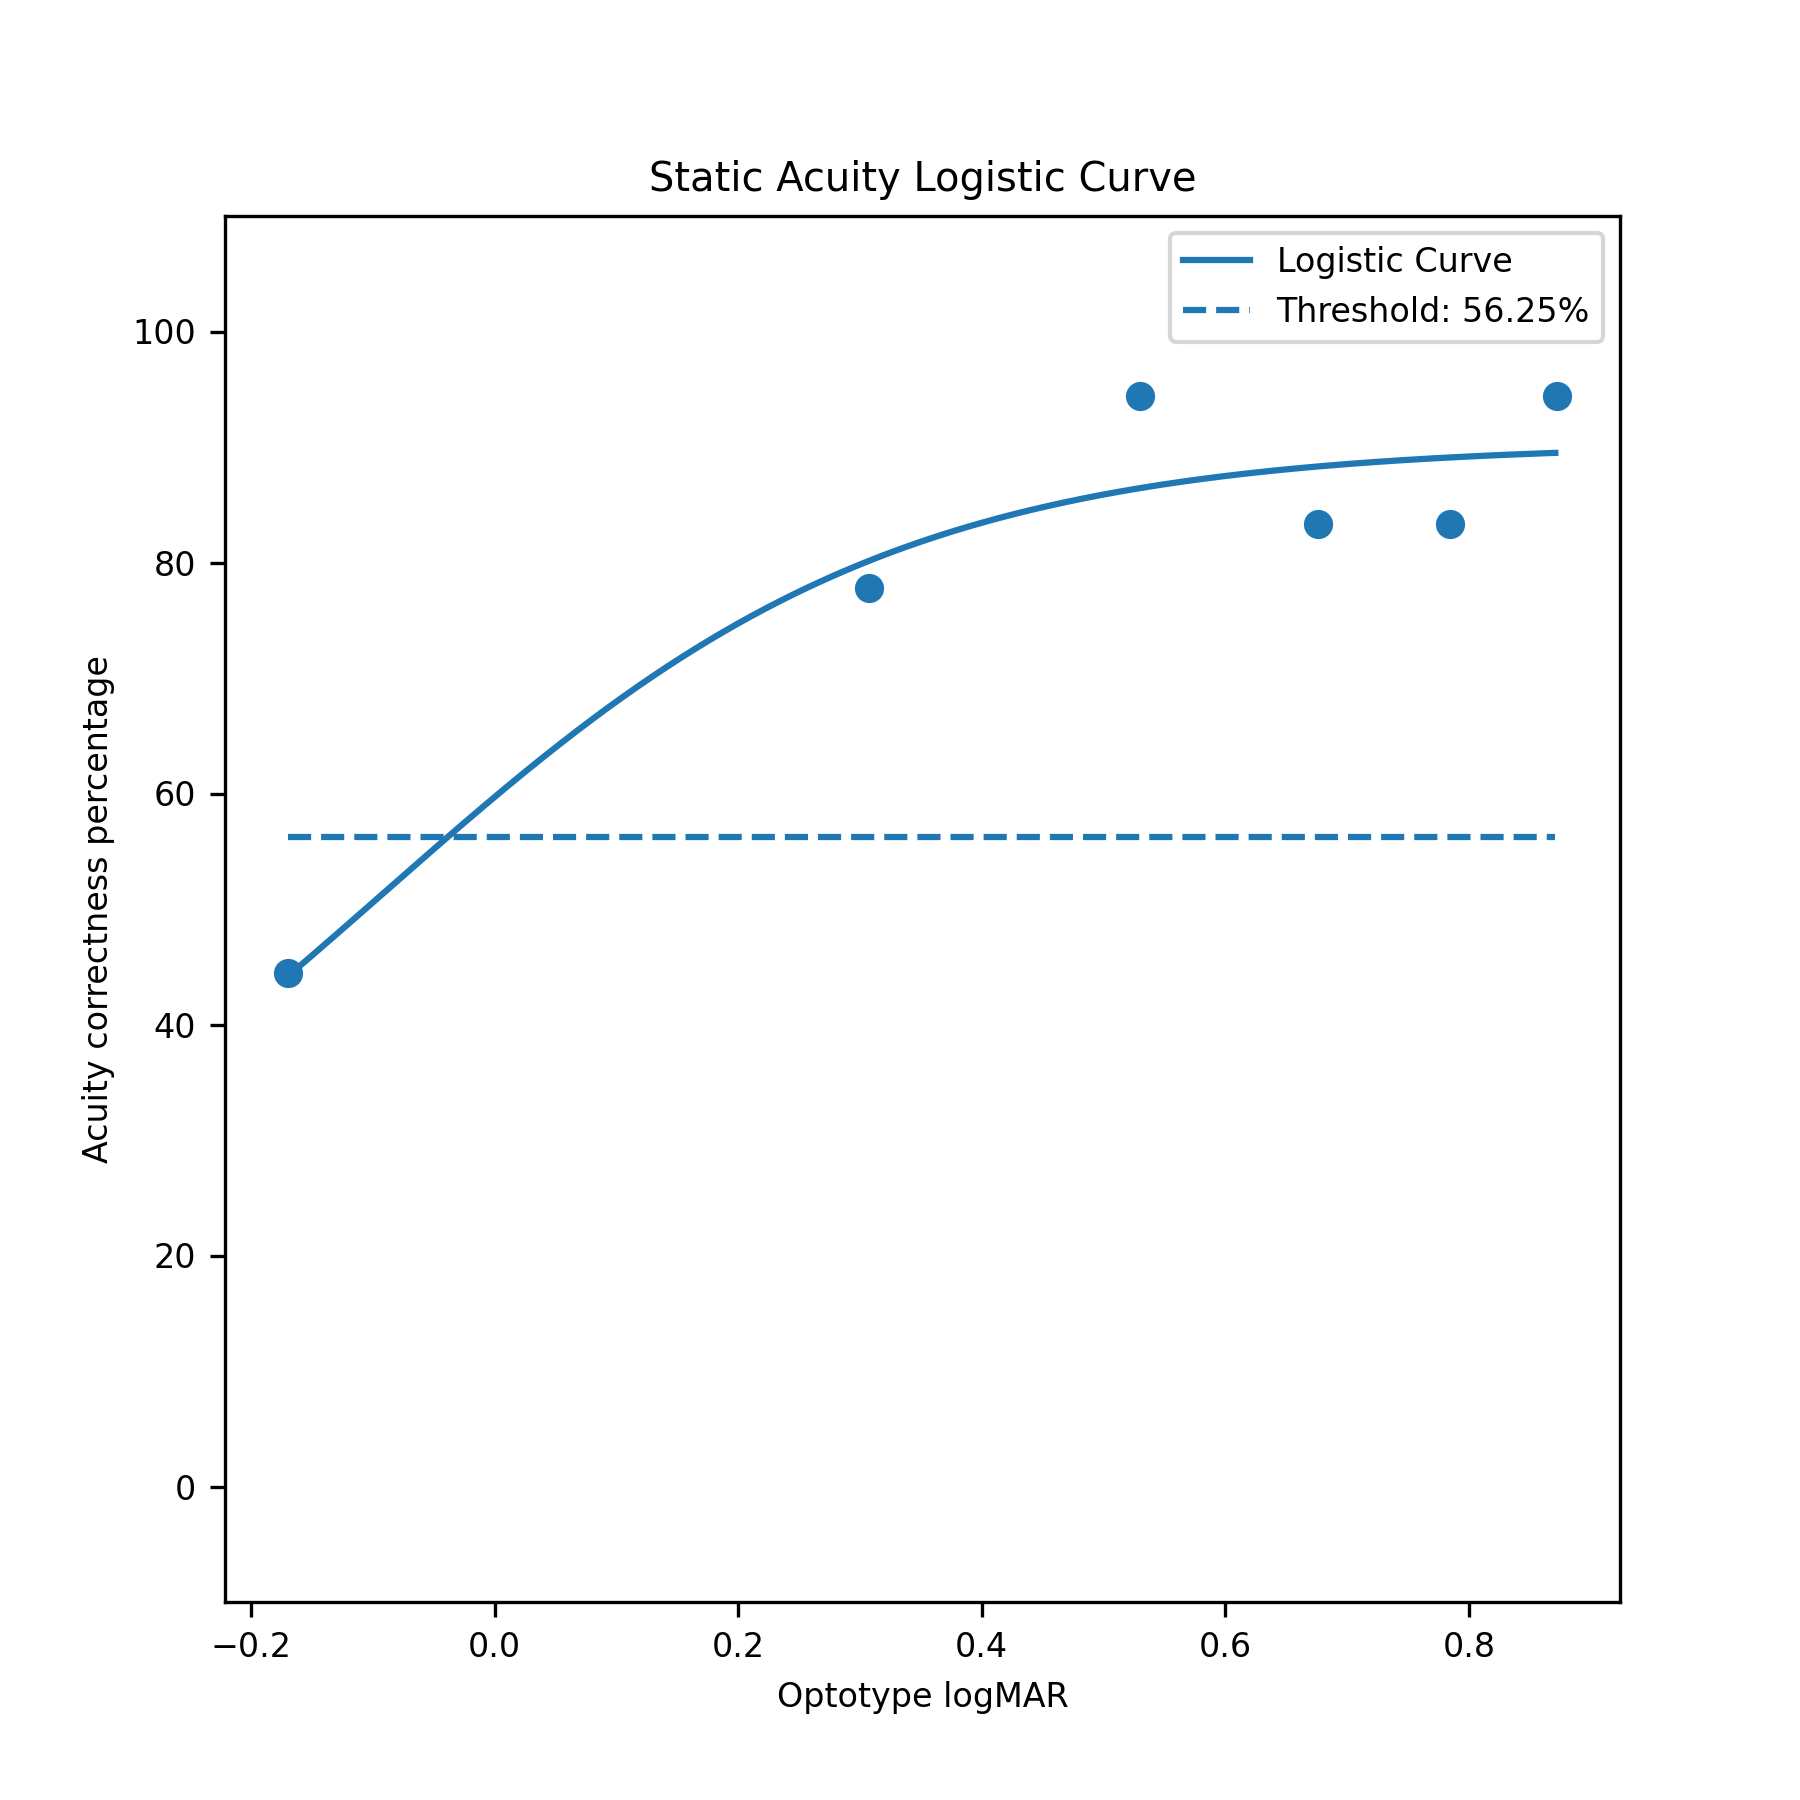 Static Acuity Logistic Curve
Logistic Curve
Threshold: 56.25%
100
80
60
40
20
0
Acuity correctness percentage
−0.2 0.0 0.2 0.4 0.6 0.8
Optotype logMAR